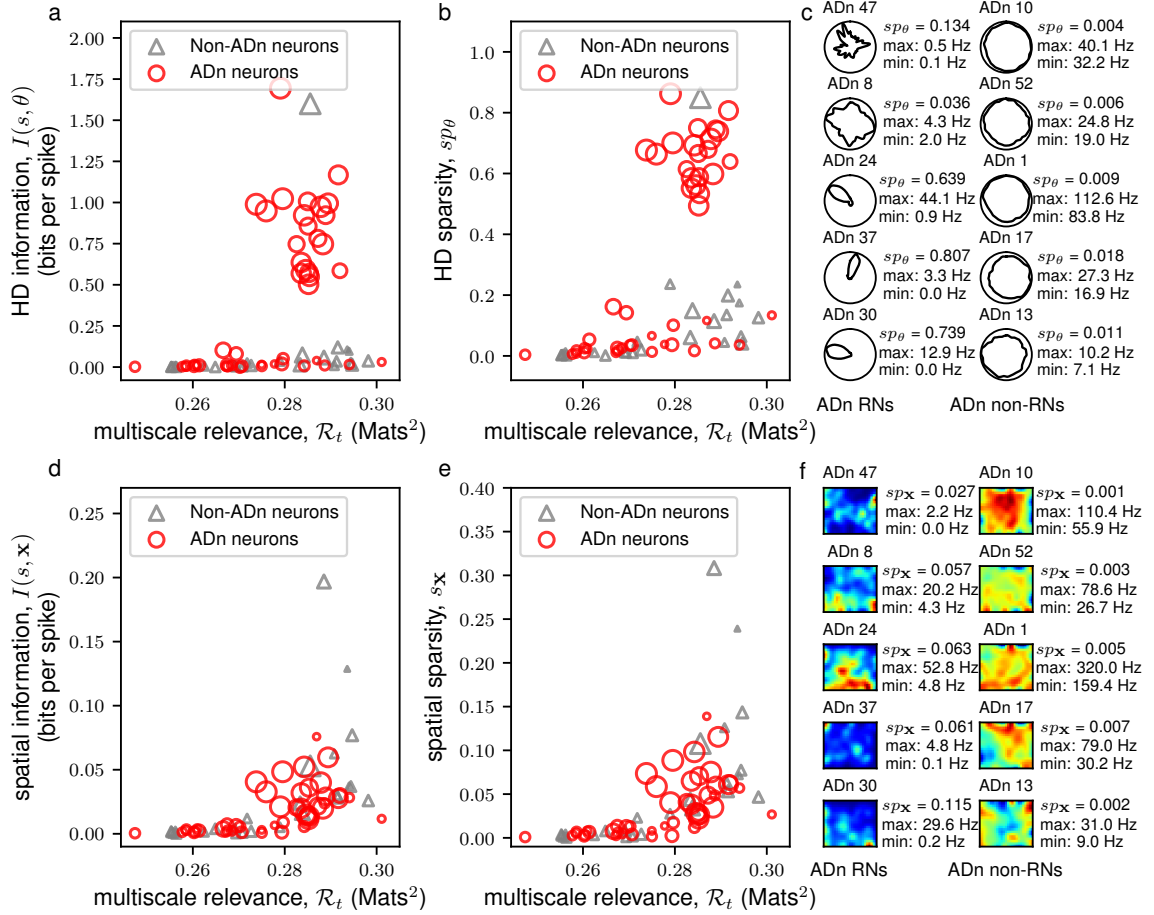 a
HD information, I(s, θ)
(bits per spike)
2.00
1.75
1.50
1.25
1.00
0.75
0.50
0.25
0.00
Non-ADn neurons
ADn neurons
0.26
0.28
0.30
multiscale relevance, ℛt (Mats²)
b
HD sparsity, spθ
1.0
0.8
0.6
0.4
0.2
0.0
Non-ADn neurons
ADn neurons
0.26
0.28
0.30
multiscale relevance, ℛt (Mats²)
c
ADn 47
spθ = 0.134
max: 0.5 Hz
min: 0.1 Hz
ADn 10
spθ = 0.004
max: 40.1 Hz
min: 32.2 Hz
ADn 8
spθ = 0.036
max: 4.3 Hz
min: 2.0 Hz
ADn 52
spθ = 0.006
max: 24.8 Hz
min: 19.0 Hz
ADn 24
spθ = 0.639
max: 44.1 Hz
min: 0.9 Hz
ADn 1
spθ = 0.009
max: 112.6 Hz
min: 83.8 Hz
ADn 37
spθ = 0.807
max: 3.3 Hz
min: 0.0 Hz
ADn 17
spθ = 0.018
max: 27.3 Hz
min: 16.9 Hz
ADn 30
spθ = 0.739
max: 12.9 Hz
min: 0.0 Hz
ADn 13
spθ = 0.011
max: 10.2 Hz
min: 7.1 Hz
ADn RNs
ADn non-RNs
d
spatial information, I(s, x)
(bits per spike)
0.25
0.20
0.15
0.10
0.05
0.00
Non-ADn neurons
ADn neurons
0.26
0.28
0.30
multiscale relevance, ℛt (Mats²)
e
spatial sparsity, sx
0.40
0.35
0.30
0.25
0.20
0.15
0.10
0.05
0.00
Non-ADn neurons
ADn neurons
0.26
0.28
0.30
multiscale relevance, ℛt (Mats²)
f
ADn 47
spx = 0.027
max: 2.2 Hz
min: 0.0 Hz
ADn 10
spx = 0.001
max: 110.4 Hz
min: 55.9 Hz
ADn 8
spx = 0.057
max: 20.2 Hz
min: 4.3 Hz
ADn 52
spx = 0.003
max: 78.6 Hz
min: 26.7 Hz
ADn 24
spx = 0.063
max: 52.8 Hz
min: 4.8 Hz
ADn 1
spx = 0.005
max: 320.0 Hz
min: 159.4 Hz
ADn 37
spx = 0.061
max: 4.8 Hz
min: 0.1 Hz
ADn 17
spx = 0.007
max: 79.0 Hz
min: 30.2 Hz
ADn 30
spx = 0.115
max: 29.6 Hz
min: 0.2 Hz
ADn 13
spx = 0.002
max: 31.0 Hz
min: 9.0 Hz
ADn RNs
ADn non-RNs